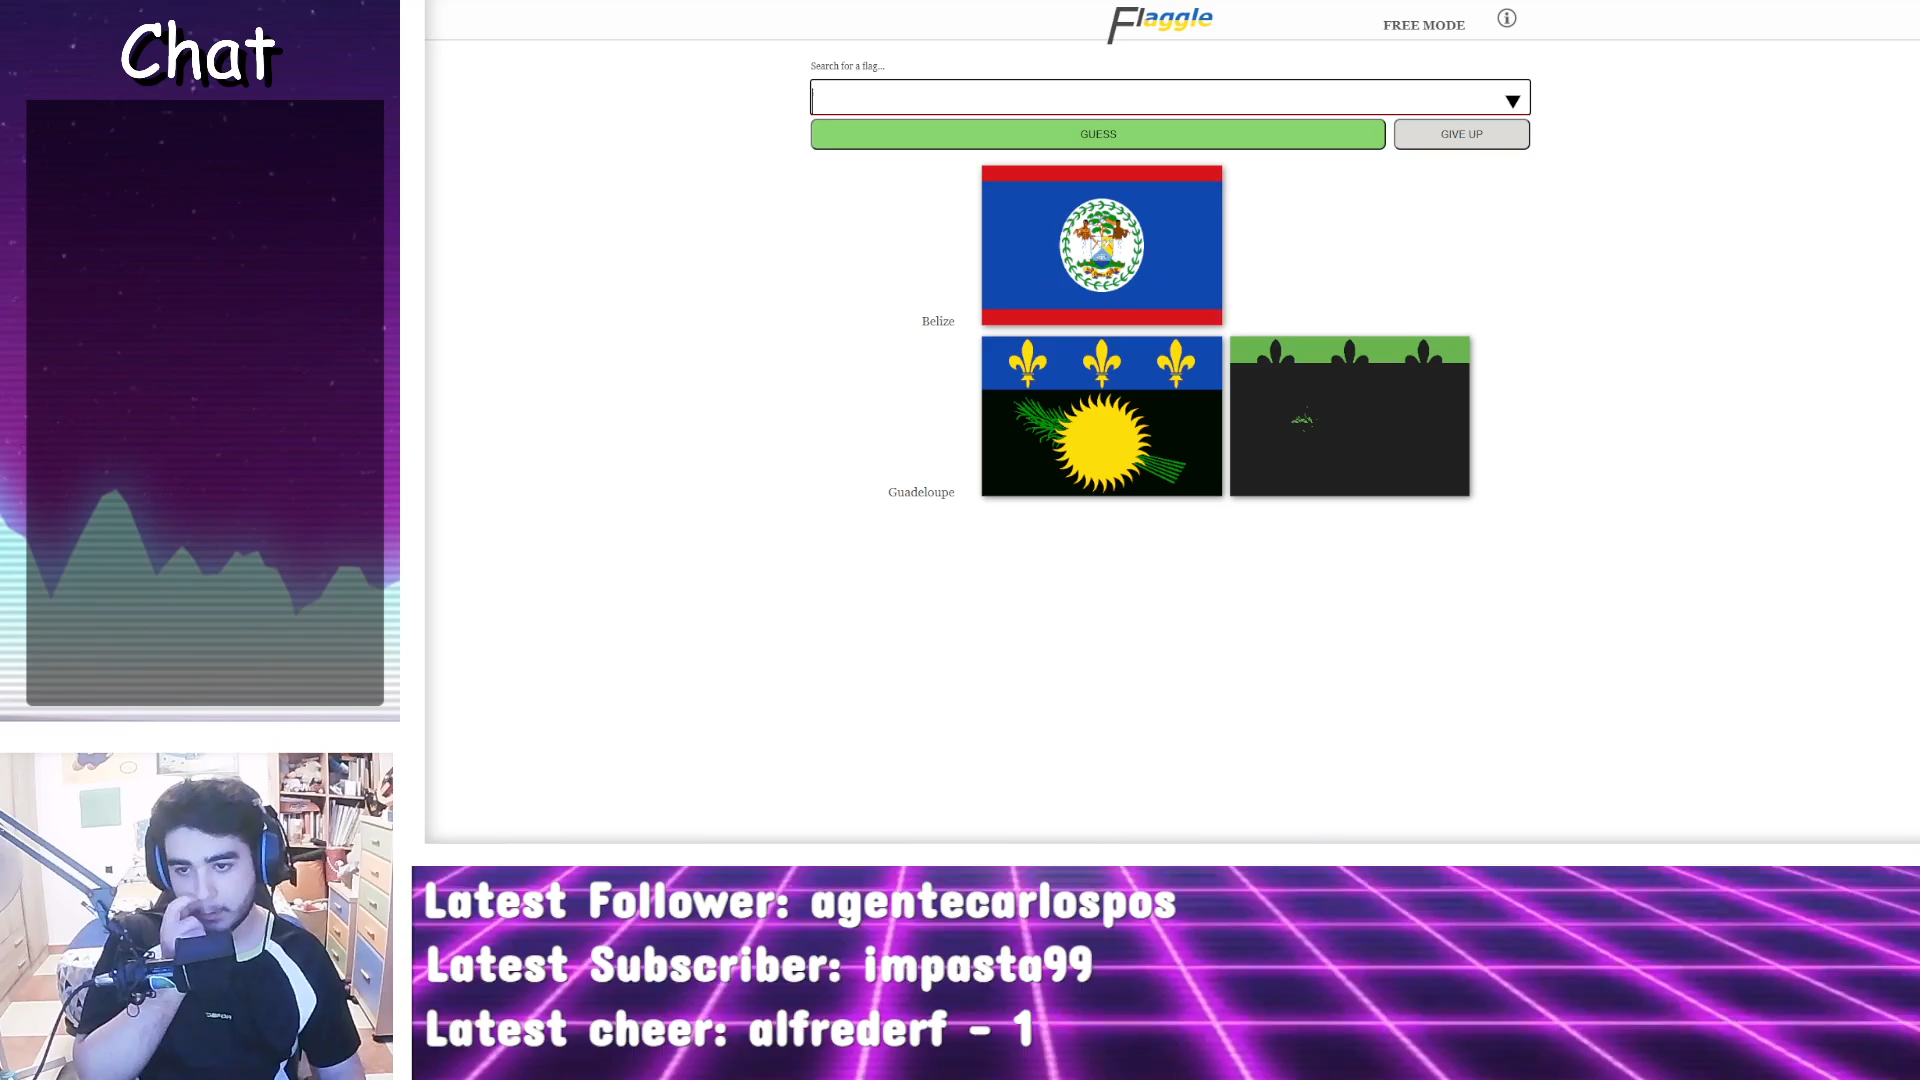 Chat
Flaggle
FREE MODE
Search for a flag...
GUESS
GIVE UP
Belize
Guadeloupe
Latest Follower: agentecarlospos
Latest Subscriber: impasta99
Latest cheer: alfrederf - 1